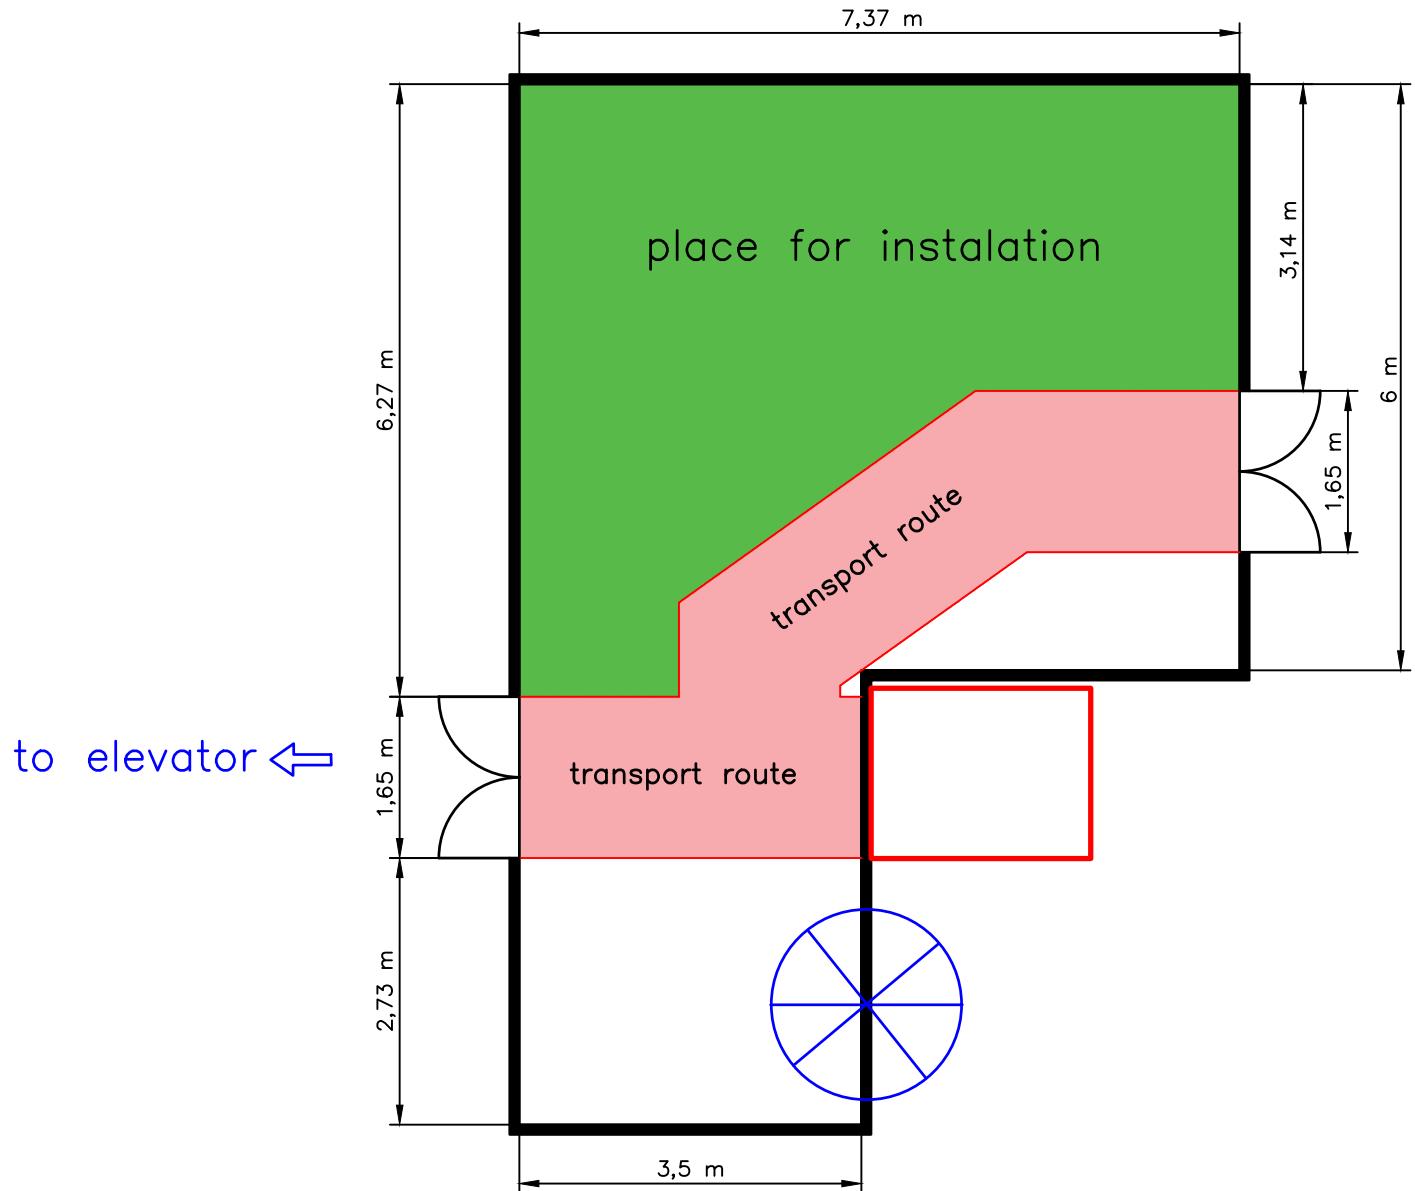 7,37 m
place for instalation
3,14 m
6,27 m
6 m
1,65 m
transport route
to elevator
1,65 m
transport route
2,73 m
3,5 m